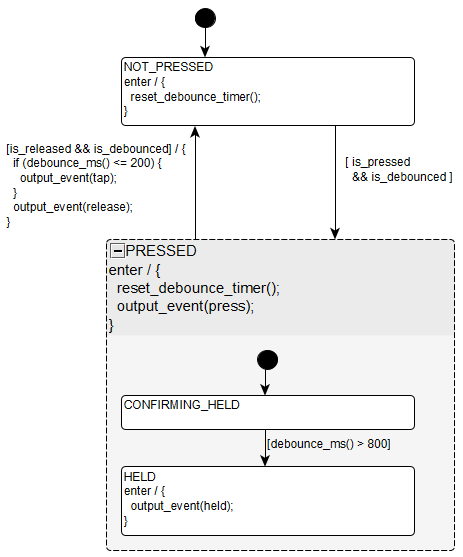 NOT_PRESSED
enter / {
reset_debounce_timer();
}
[is_released && is_debounced] / {
if (debounce_ms() <= 200) {
output_event(tap);
}
output_event(release);
}
[ is_pressed
&& is_debounced ]
PRESSED
enter / {
reset_debounce_timer();
output_event(press);
}
CONFIRMING_HELD
[debounce_ms() > 800]
HELD
enter / {
output_event(held);
}